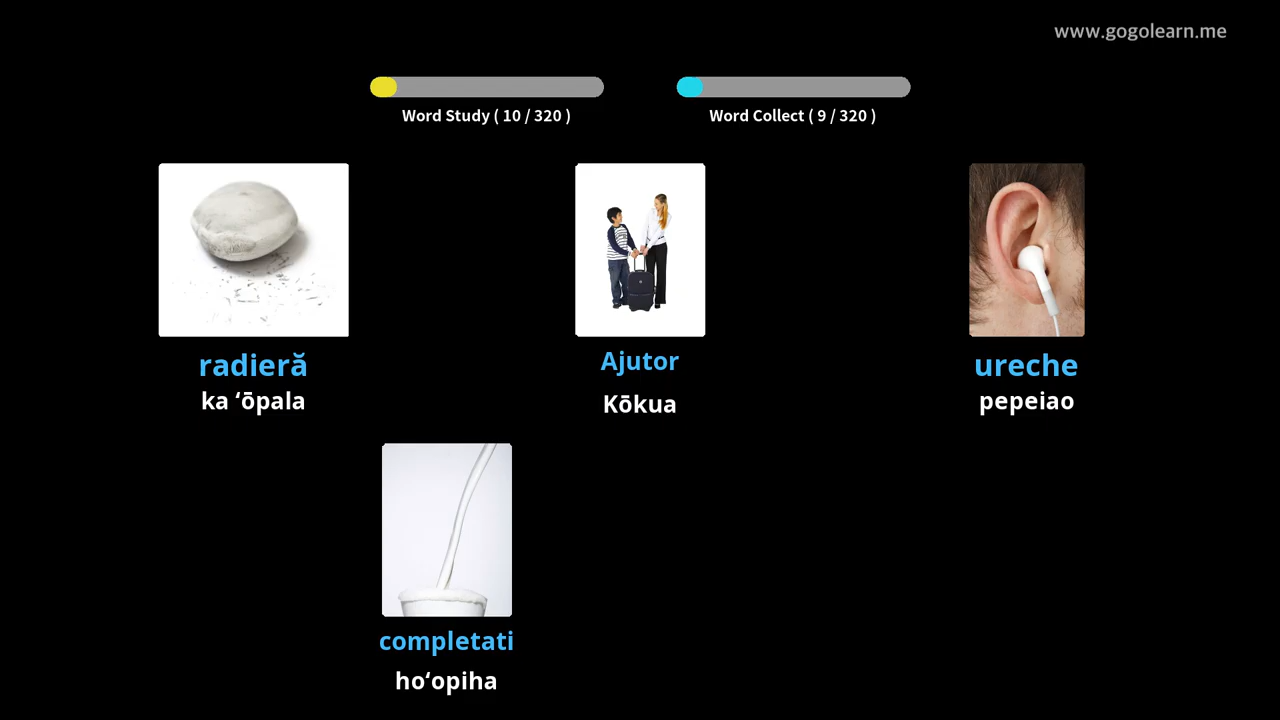 www.gogolearn.me
Word Study ( 10 / 320 )
Word Collect ( 9 / 320 )
radieră
ka ʻōpala
Ajutor
Kōkua
ureche
pepeiao
completati
hoʻopiha